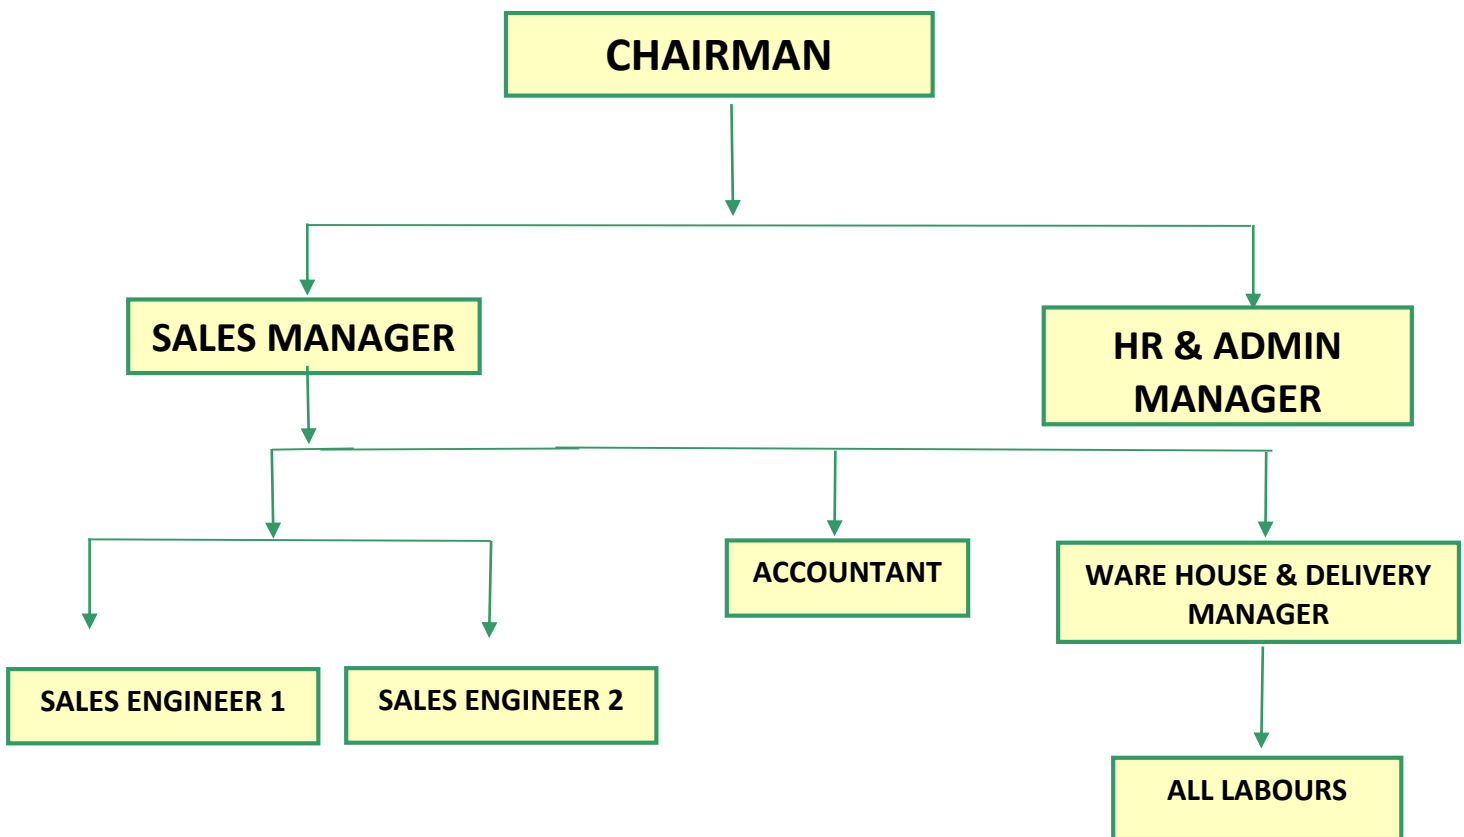 CHAIRMAN
SALES MANAGER
HR & ADMIN
MANAGER
ACCOUNTANT
WARE HOUSE & DELIVERY
MANAGER
SALES ENGINEER 1
SALES ENGINEER 2
ALL LABOURS